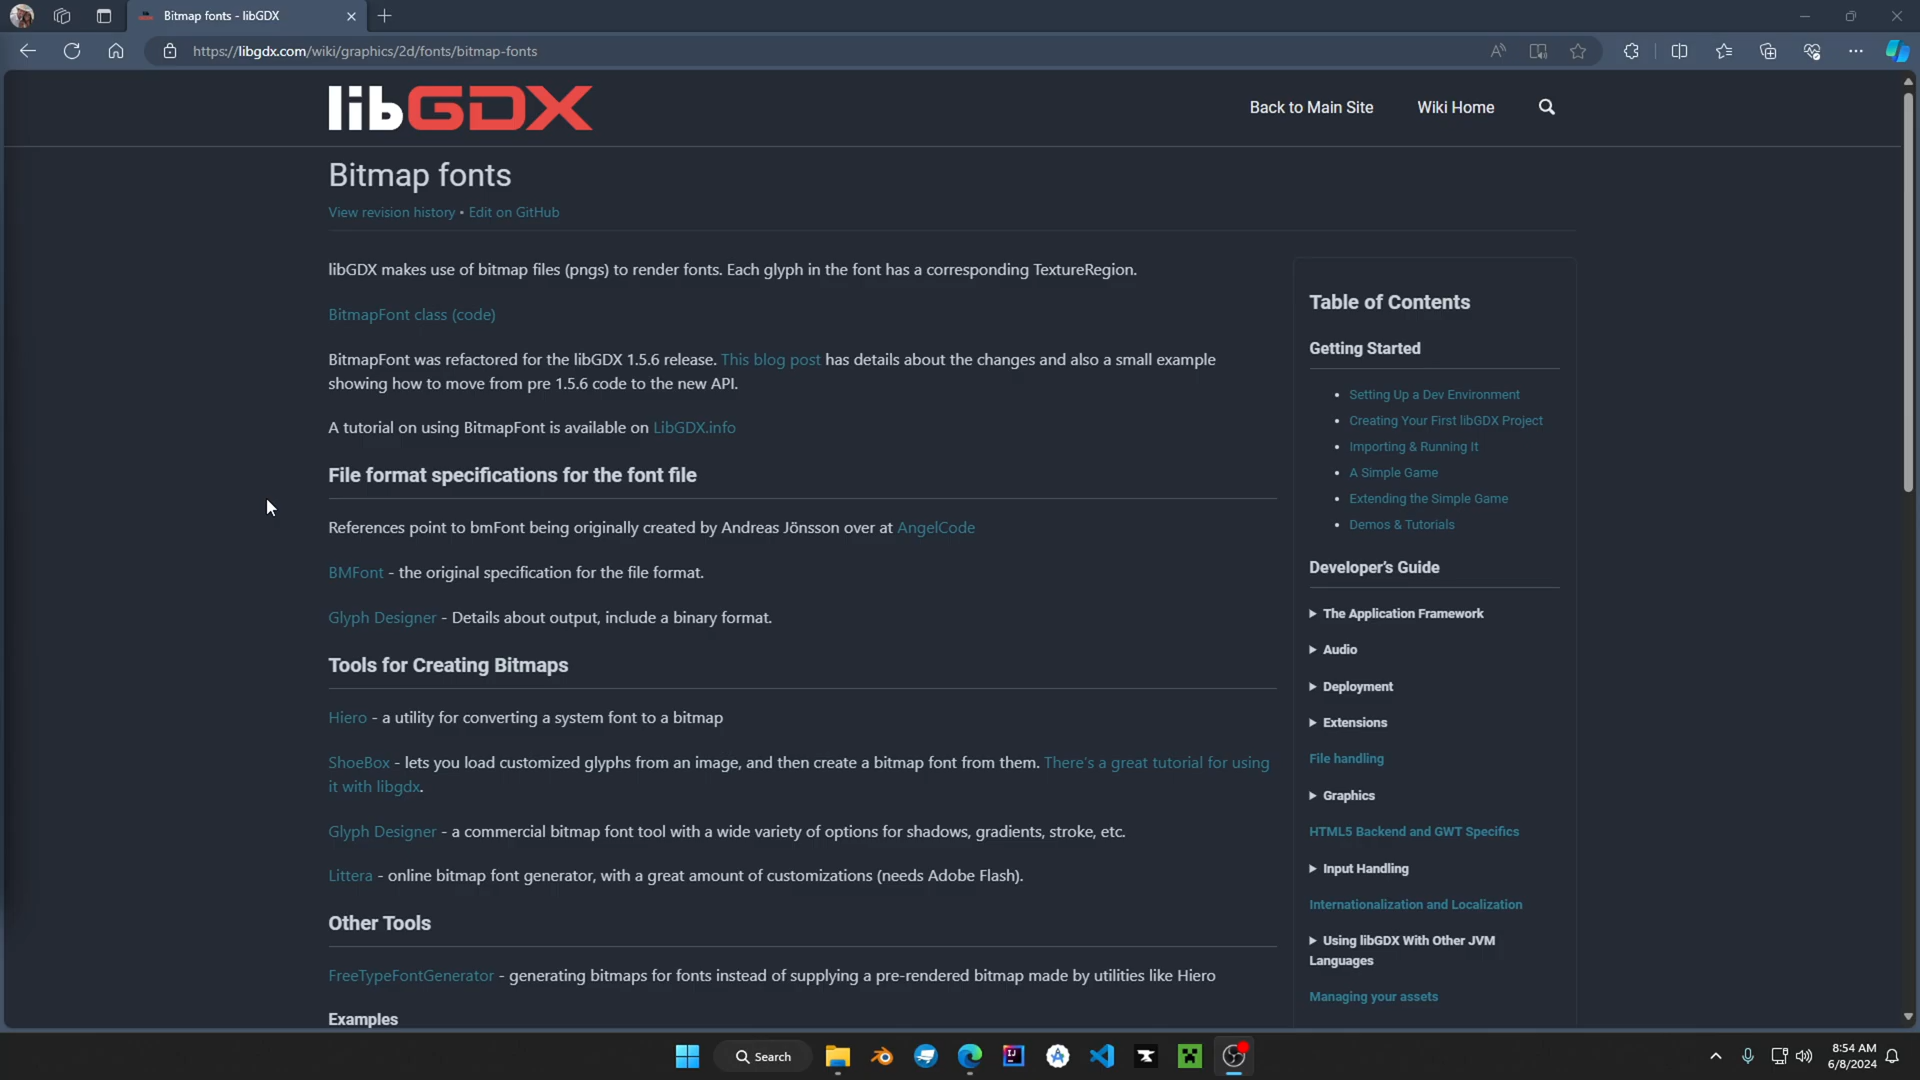 Bitmap fonts - libGDX
https://libgdx.com/wiki/graphics/2d/fonts/bitmap-fonts
libGDX
Back to Main Site
Wiki Home
Bitmap fonts
View revision history • Edit on GitHub
libGDX makes use of bitmap files (pngs) to render fonts. Each glyph in the font has a corresponding TextureRegion.
BitmapFont class (code)
BitmapFont was refactored for the libGDX 1.5.6 release. This blog post has details about the changes and also a small example
showing how to move from pre 1.5.6 code to the new API.
A tutorial on using BitmapFont is available on LibGDX.info
File format specifications for the font file
References point to bmFont being originally created by Andreas Jönsson over at AngelCode
BMFont - the original specification for the file format.
Glyph Designer - Details about output, include a binary format.
Tools for Creating Bitmaps
Hiero - a utility for converting a system font to a bitmap
ShoeBox - lets you load customized glyphs from an image, and then create a bitmap font from them. There's a great tutorial for using
it with libgdx.
Glyph Designer - a commercial bitmap font tool with a wide variety of options for shadows, gradients, stroke, etc.
Littera - online bitmap font generator, with a great amount of customizations (needs Adobe Flash).
Other Tools
FreeTypeFontGenerator - generating bitmaps for fonts instead of supplying a pre-rendered bitmap made by utilities like Hiero
Examples
Table of Contents
Getting Started
• Setting Up a Dev Environment
• Creating Your First libGDX Project
• Importing & Running It
• A Simple Game
• Extending the Simple Game
• Demos & Tutorials
Developer's Guide
▶ The Application Framework
▶ Audio
▶ Deployment
▶ Extensions
File handling
▶ Graphics
HTML5 Backend and GWT Specifics
▶ Input Handling
Internationalization and Localization
▶ Using libGDX With Other JVM
Languages
Managing your assets
Search
8:54 AM
6/8/2024